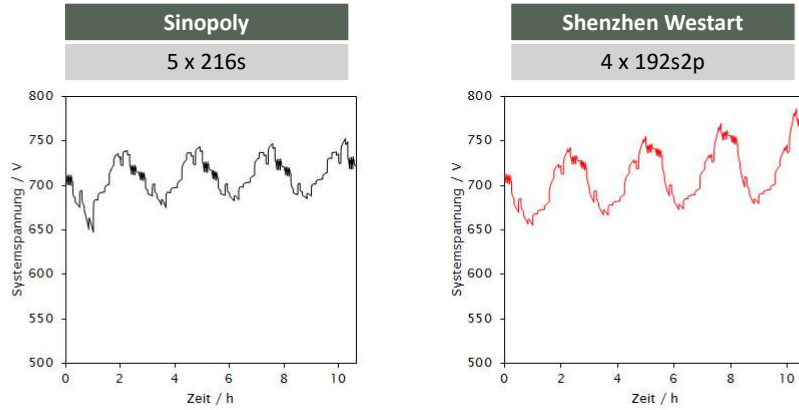 Sinopoly
5 x 216s
800
750
700
650
600
550
500
Systemspannung / V
0 2 4 6 8 10
Zeit / h
Shenzhen Westart
4 x 192s2p
800
750
700
650
600
550
500
Systemspannung / V
0 2 4 6 8 10
Zeit / h